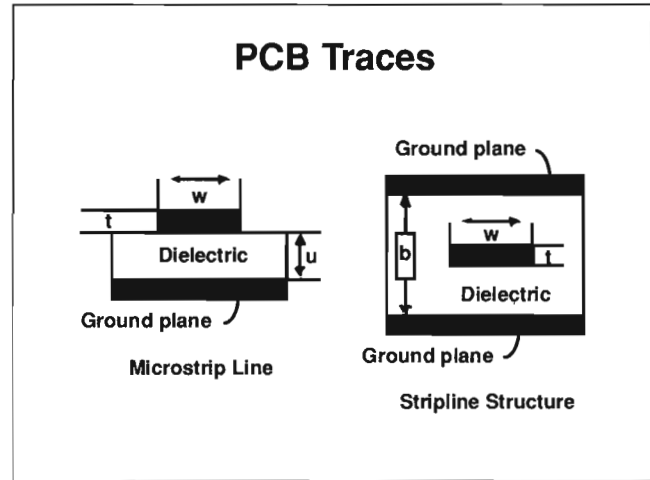 PCB Traces
w
t
Dielectric
u
Ground plane
Microstrip Line
Ground plane
w
b
t
Dielectric
Ground plane
Stripline Structure